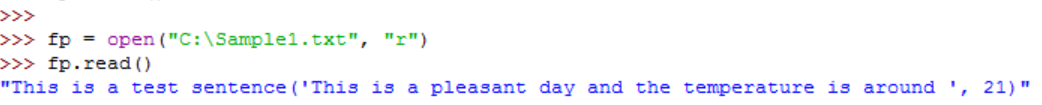 >>>
>>> fp = open("C:\Sample1.txt", "r")
>>> fp.read()
"This is a test sentence('This is a pleasant day and the temperature is around ', 21)"